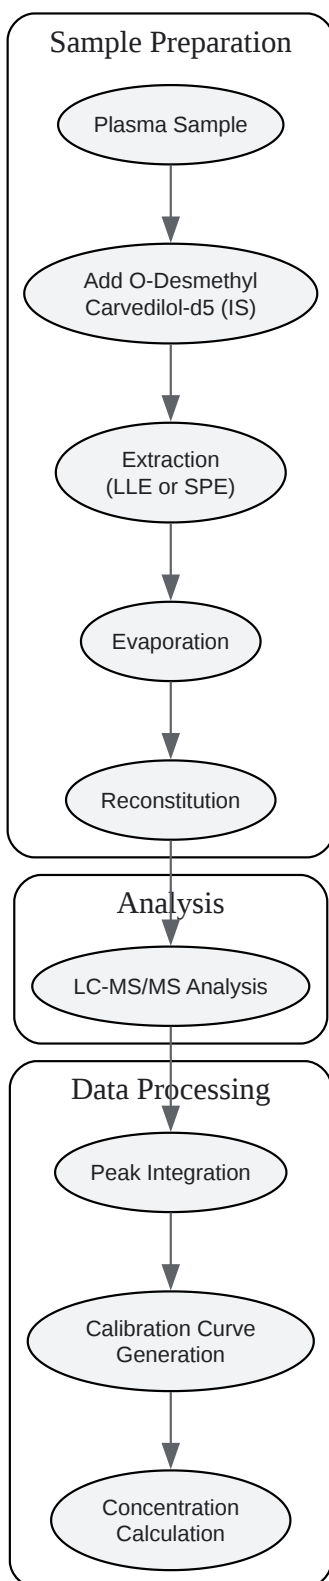 Sample Preparation
Plasma Sample
Add O-Desmethyl
Carvedilol-d5 (IS)
Extraction
(LLE or SPE)
Evaporation
Reconstitution
Analysis
LC-MS/MS Analysis
Data Processing
Peak Integration
Calibration Curve
Generation
Concentration
Calculation